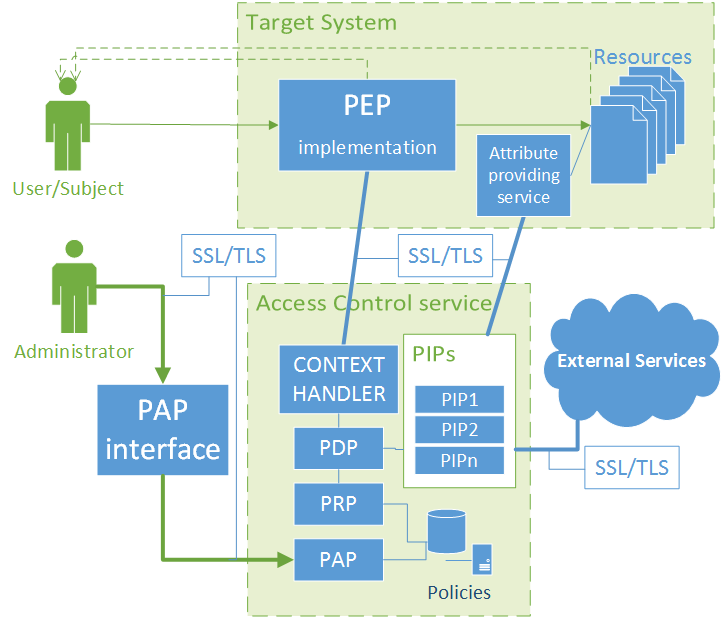 Target System
Resources
PEP
implementation
Attribute
providing
service
User/Subject
SSL/TLS
SSL/TLS
Access Control service
Administrator
CONTEXT
HANDLER
PIPs
External Services
PIP1
PAP
interface
PIP2
PDP
PIPn
SSL/TLS
PRP
PAP
Policies